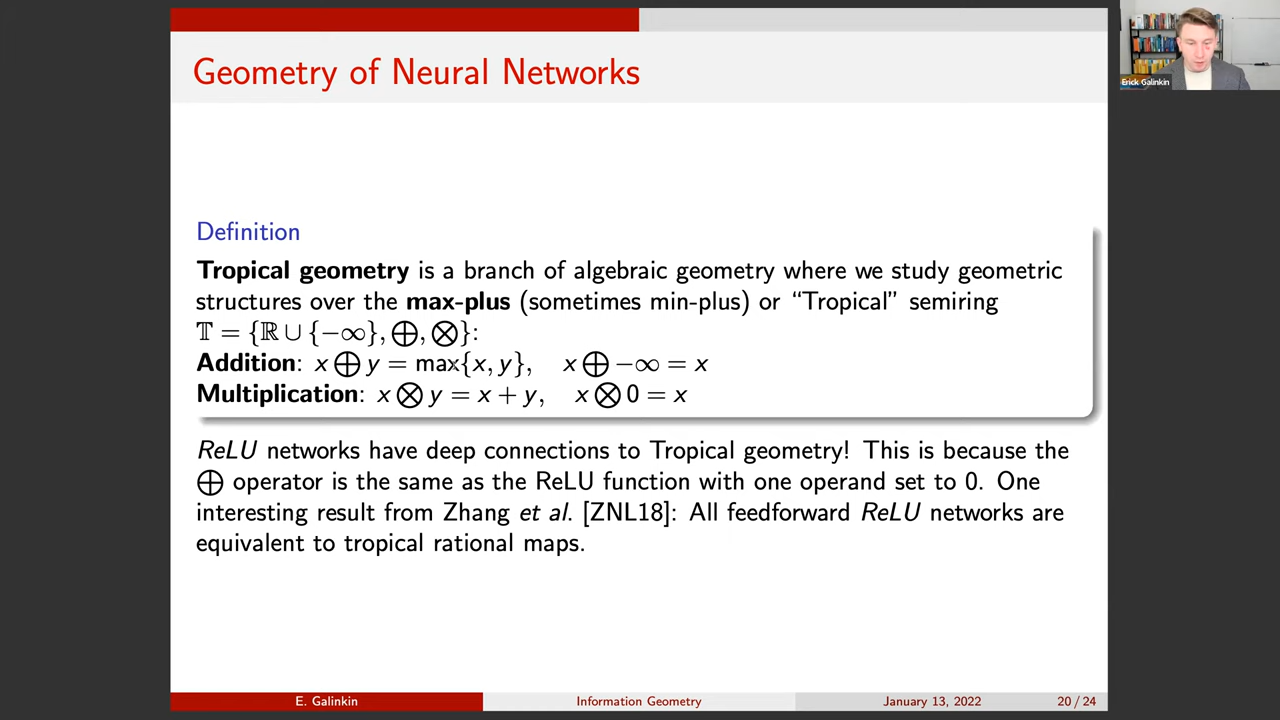 Geometry of Neural Networks
Erick Galinkin
Definition
Tropical geometry is a branch of algebraic geometry where we study geometric
structures over the max-plus (sometimes min-plus) or “Tropical” semiring
𝕋 = {ℝ ∪ {−∞}, ⨁, ⨂}:
Addition: x ⨁ y = max{x, y}, x ⨁ −∞ = x
Multiplication: x ⨂ y = x + y, x ⨂ 0 = x
ReLU networks have deep connections to Tropical geometry! This is because the
⨁ operator is the same as the ReLU function with one operand set to 0. One
interesting result from Zhang et al. [ZNL18]: All feedforward ReLU networks are
equivalent to tropical rational maps.
E. Galinkin Information Geometry January 13, 2022 20 / 24